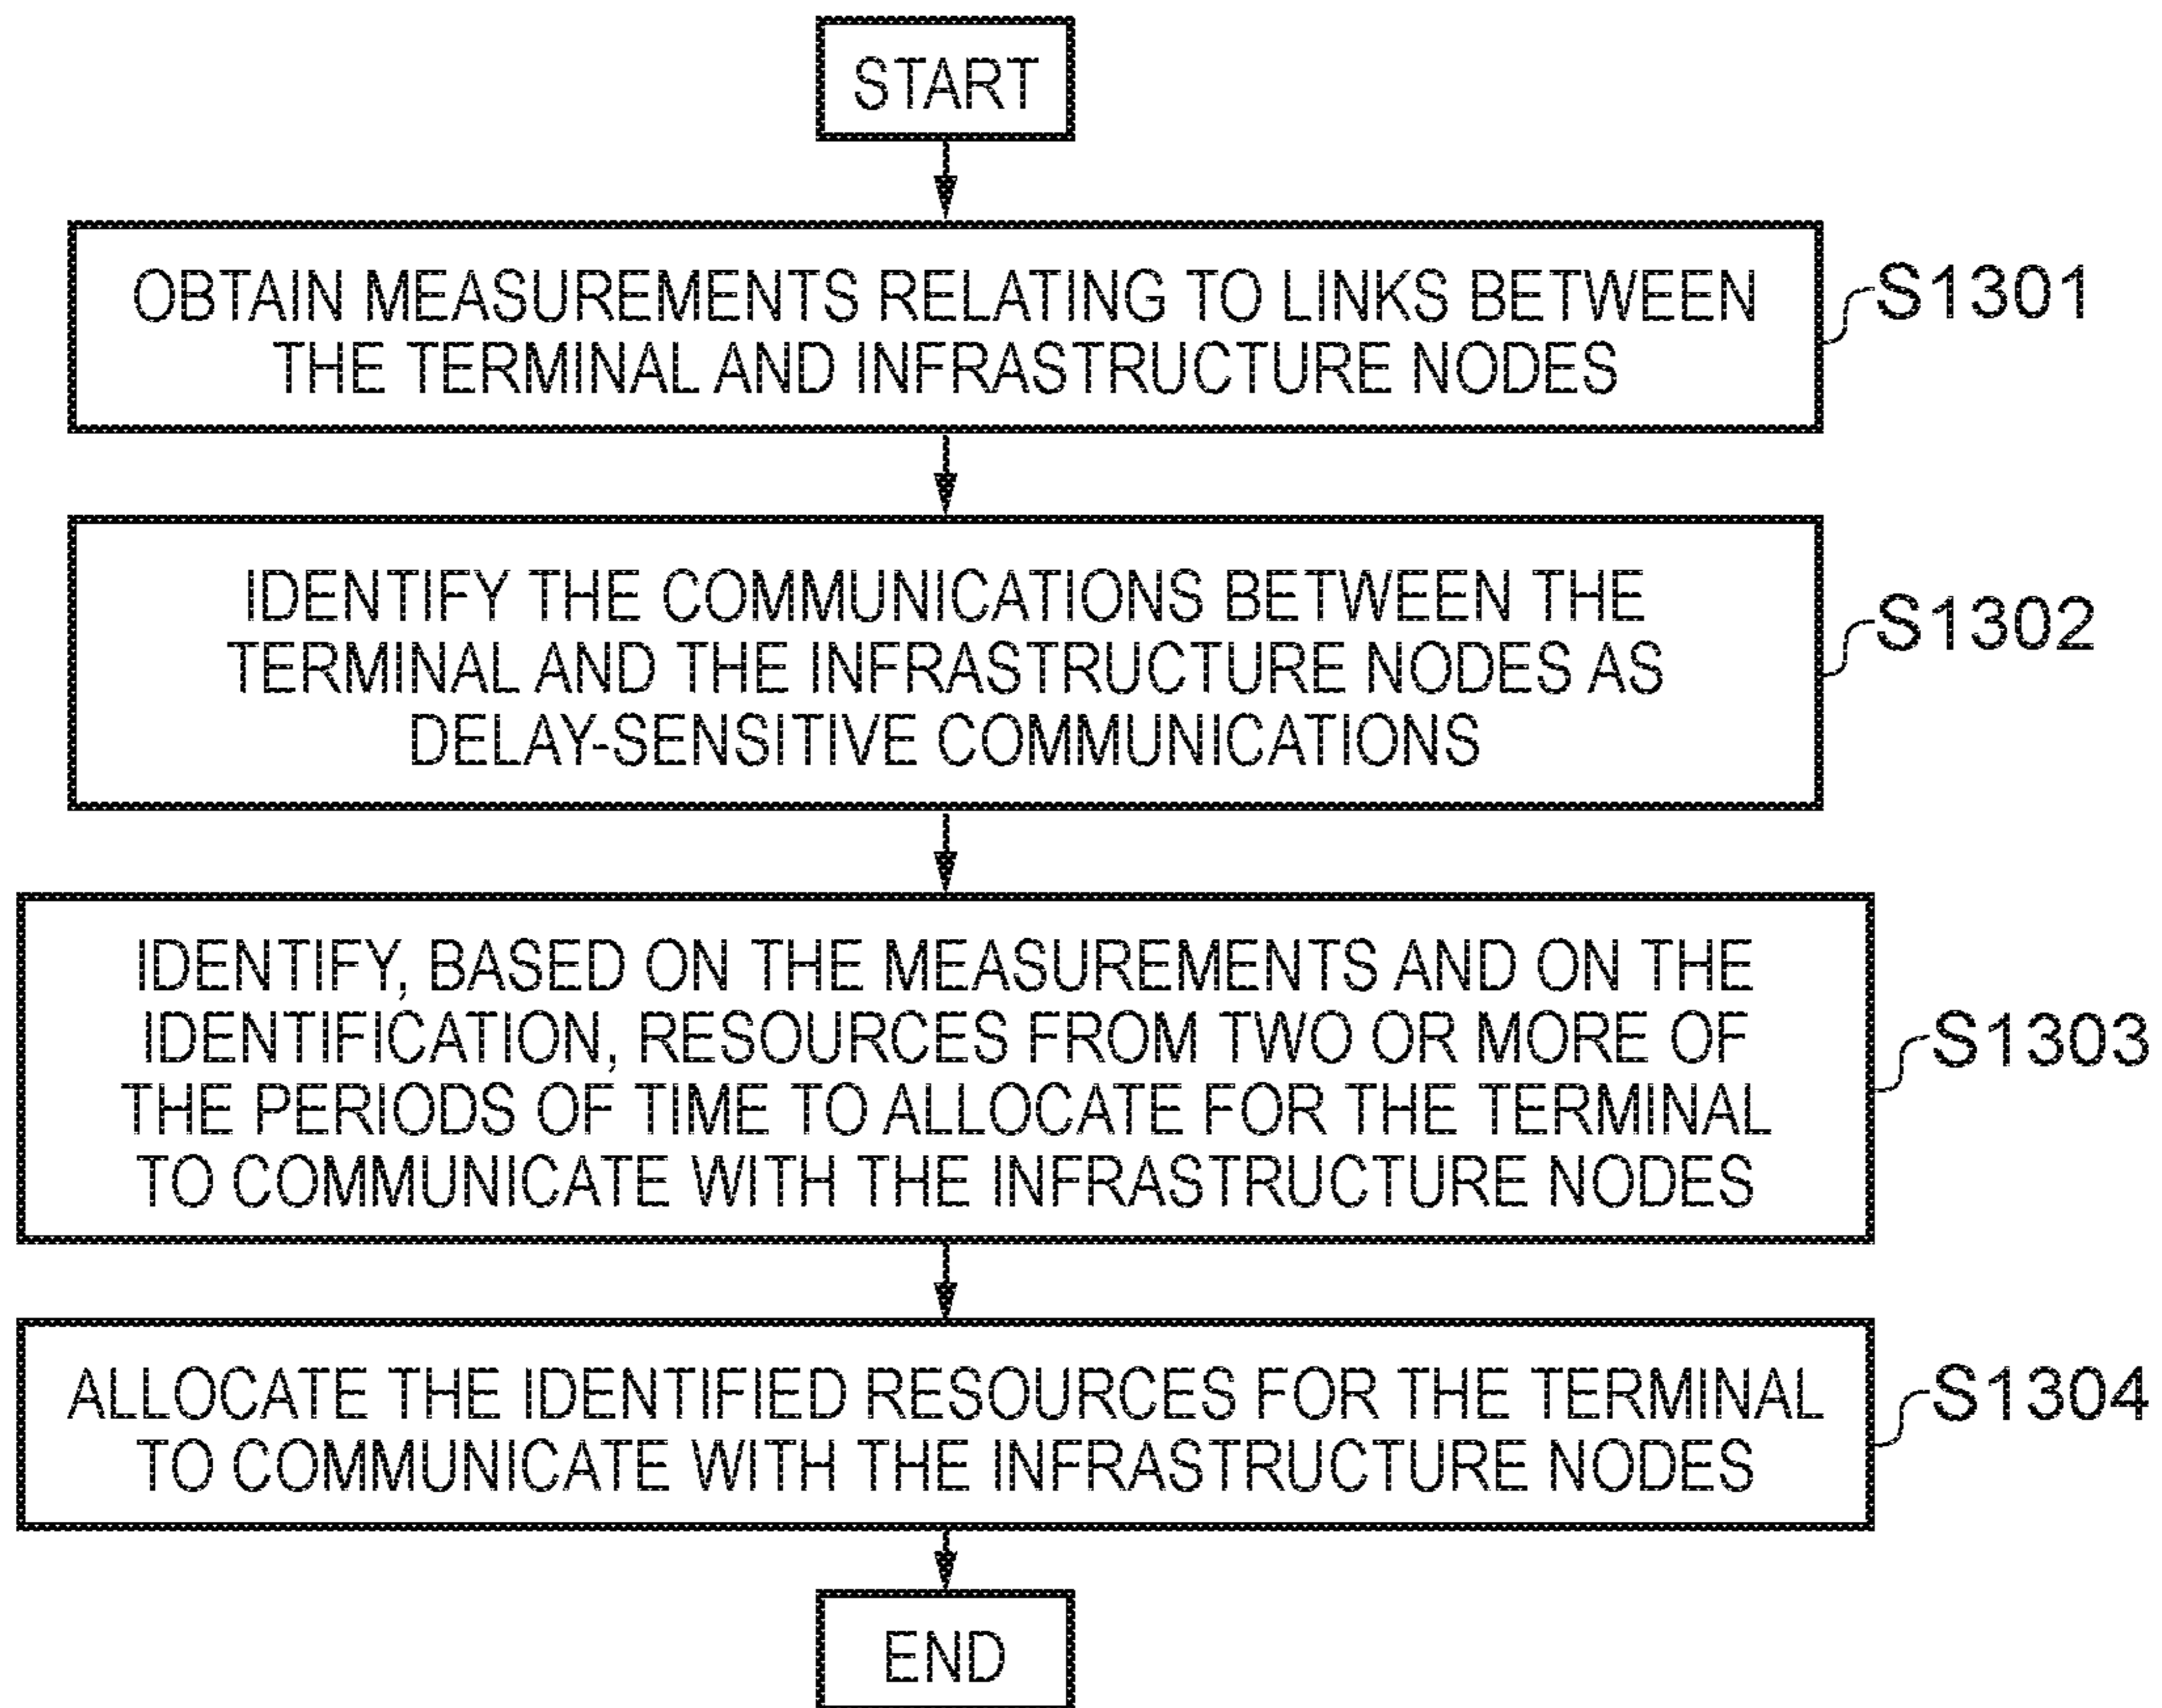 START
OBTAIN MEASUREMENTS RELATING TO LINKS BETWEEN
THE TERMINAL AND INFRASTRUCTURE NODES
S1301
IDENTIFY THE COMMUNICATIONS BETWEEN THE
TERMINAL AND THE INFRASTRUCTURE NODES AS
DELAY-SENSITIVE COMMUNICATIONS
S1302
IDENTIFY, BASED ON THE MEASUREMENTS AND ON THE
IDENTIFICATION, RESOURCES FROM TWO OR MORE OF
THE PERIODS OF TIME TO ALLOCATE FOR THE TERMINAL
TO COMMUNICATE WITH THE INFRASTRUCTURE NODES
S1303
ALLOCATE THE IDENTIFIED RESOURCES FOR THE TERMINAL
TO COMMUNICATE WITH THE INFRASTRUCTURE NODES
S1304
END